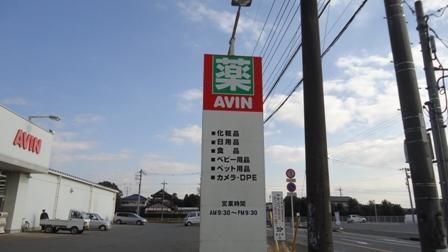 薬
AVIN
■化粧品
■日用品
■食　品
■ベビー用品
■ペット用品
■カメラ・DPE
営業時間
AM9:30～PM9:30
AVIN